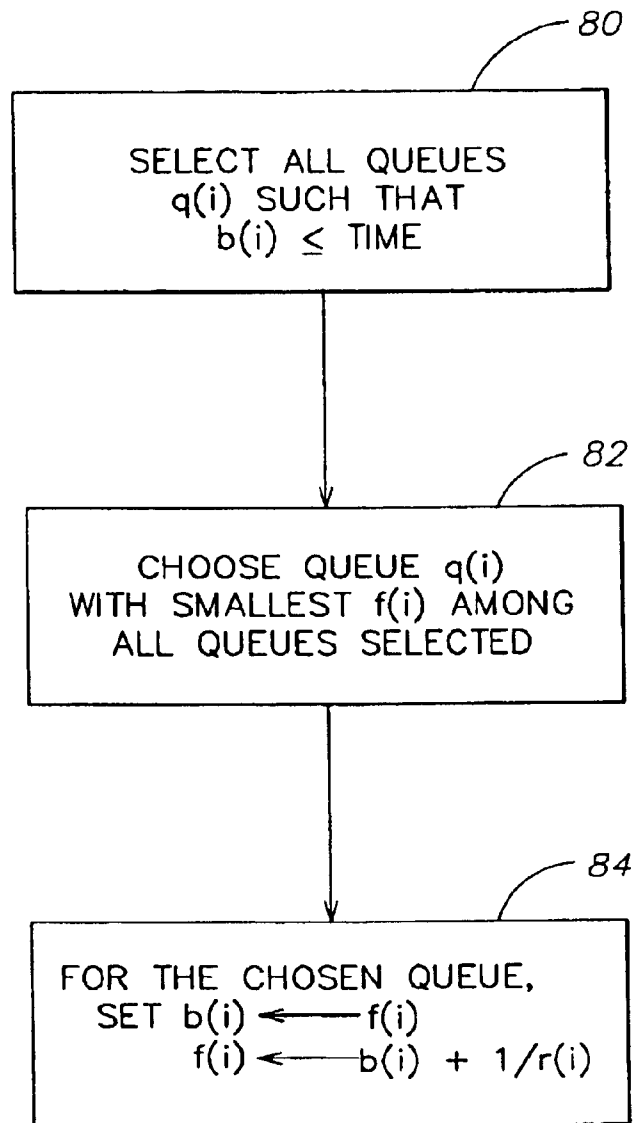 80
SELECT ALL QUEUES
q(i) SUCH THAT
b(i) ≤ TIME
82
CHOOSE QUEUE q(i)
WITH SMALLEST f(i) AMONG
ALL QUEUES SELECTED
84
FOR THE CHOSEN QUEUE,
SET b(i) ← f(i)
f(i) ← b(i) + 1/r(i)